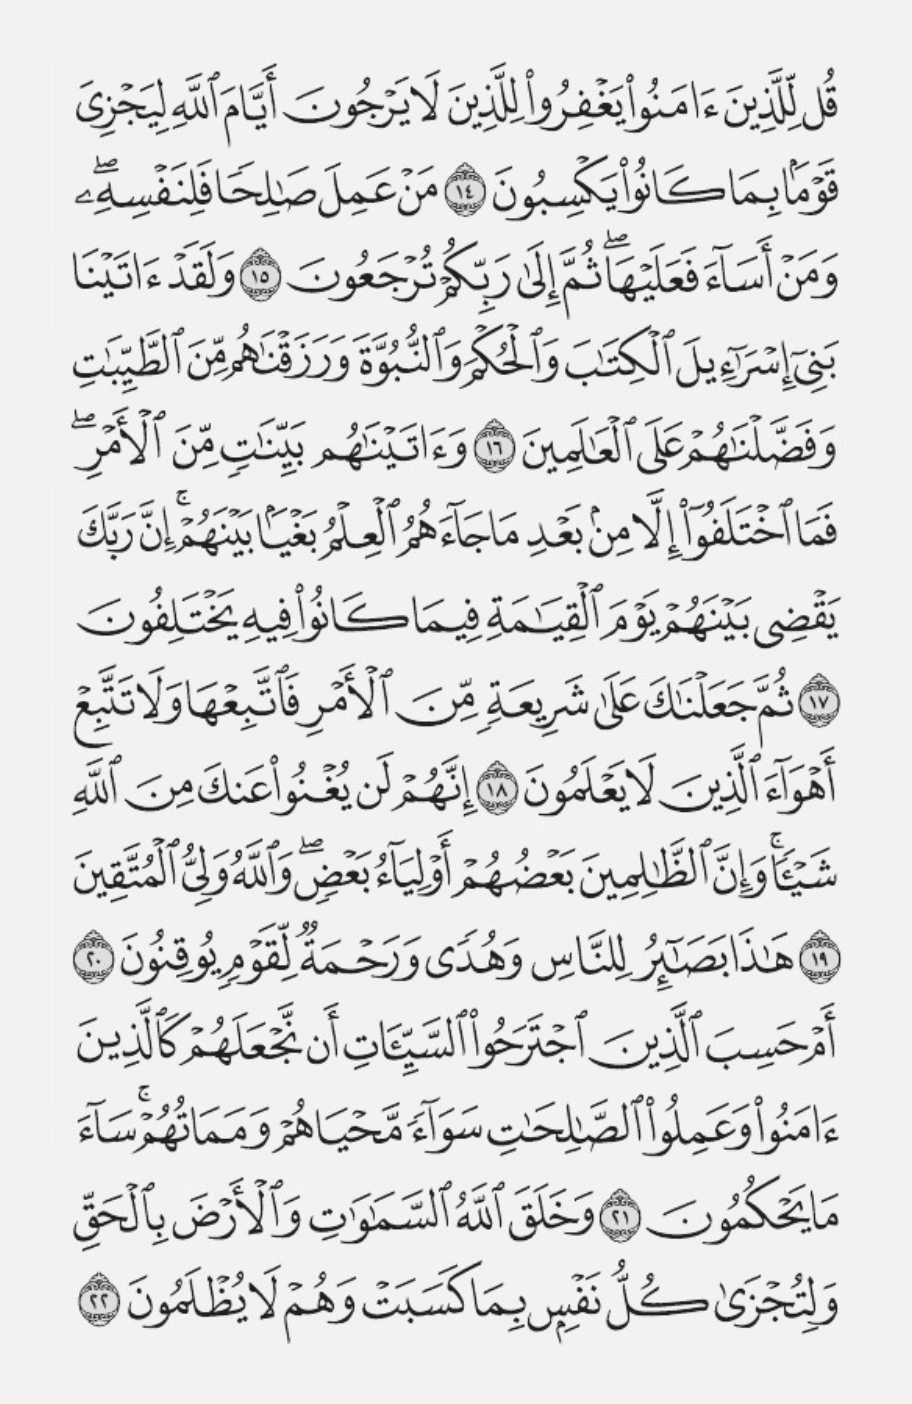 قُل لِّلَّذِينَ ءَامَنُوا۟ يَغْفِرُوا۟ لِلَّذِينَ لَا يَرْجُونَ أَيَّامَ ٱللَّهِ لِيَجْزِىَ
قَوْمًۢا بِمَا كَانُوا۟ يَكْسِبُونَ ١٤ مَنْ عَمِلَ صَـٰلِحًا فَلِنَفْسِهِۦ ۖ
وَمَنْ أَسَآءَ فَعَلَيْهَا ۖ ثُمَّ إِلَىٰ رَبِّكُمْ تُرْجَعُونَ ١٥ وَلَقَدْ ءَاتَيْنَا
بَنِىٓ إِسْرَٰٓءِيلَ ٱلْكِتَـٰبَ وَٱلْحُكْمَ وَٱلنُّبُوَّةَ وَرَزَقْنَـٰهُم مِّنَ ٱلطَّيِّبَـٰتِ
وَفَضَّلْنَـٰهُمْ عَلَى ٱلْعَـٰلَمِينَ ١٦ وَءَاتَيْنَـٰهُم بَيِّنَـٰتٍ مِّنَ ٱلْأَمْرِ ۖ
فَمَا ٱخْتَلَفُوٓا۟ إِلَّا مِنۢ بَعْدِ مَا جَآءَهُمُ ٱلْعِلْمُ بَغْيًۢا بَيْنَهُمْ ۚ إِنَّ رَبَّكَ
يَقْضِى بَيْنَهُمْ يَوْمَ ٱلْقِيَـٰمَةِ فِيمَا كَانُوا۟ فِيهِ يَخْتَلِفُونَ
١٧ ثُمَّ جَعَلْنَـٰكَ عَلَىٰ شَرِيعَةٍ مِّنَ ٱلْأَمْرِ فَٱتَّبِعْهَا وَلَا تَتَّبِعْ
أَهْوَآءَ ٱلَّذِينَ لَا يَعْلَمُونَ ١٨ إِنَّهُمْ لَن يُغْنُوا۟ عَنكَ مِنَ ٱللَّهِ
شَيْـًٔا ۚ وَإِنَّ ٱلظَّـٰلِمِينَ بَعْضُهُمْ أَوْلِيَآءُ بَعْضٍ ۖ وَٱللَّهُ وَلِىُّ ٱلْمُتَّقِينَ
١٩ هَـٰذَا بَصَـٰٓئِرُ لِلنَّاسِ وَهُدًى وَرَحْمَةٌ لِّقَوْمٍ يُوقِنُونَ ٢٠
أَمْ حَسِبَ ٱلَّذِينَ ٱجْتَرَحُوا۟ ٱلسَّيِّـَٔاتِ أَن نَّجْعَلَهُمْ كَٱلَّذِينَ
ءَامَنُوا۟ وَعَمِلُوا۟ ٱلصَّـٰلِحَـٰتِ سَوَآءً مَّحْيَاهُمْ وَمَمَاتُهُمْ ۚ سَآءَ
مَا يَحْكُمُونَ ٢١ وَخَلَقَ ٱللَّهُ ٱلسَّمَـٰوَٰتِ وَٱلْأَرْضَ بِٱلْحَقِّ
وَلِتُجْزَىٰ كُلُّ نَفْسٍۭ بِمَا كَسَبَتْ وَهُمْ لَا يُظْلَمُونَ ٢٢